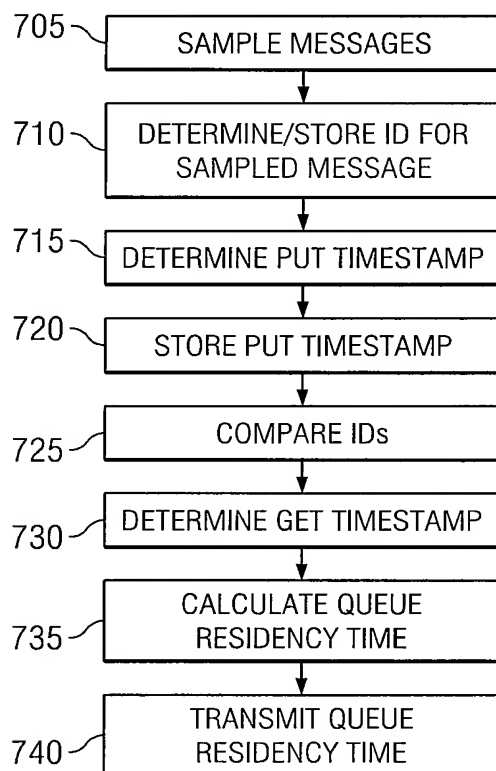 705
SAMPLE MESSAGES
710
DETERMINE/STORE ID FOR
SAMPLED MESSAGE
715
DETERMINE PUT TIMESTAMP
720
STORE PUT TIMESTAMP
725
COMPARE IDs
730
DETERMINE GET TIMESTAMP
735
CALCULATE QUEUE
RESIDENCY TIME
740
TRANSMIT QUEUE
RESIDENCY TIME